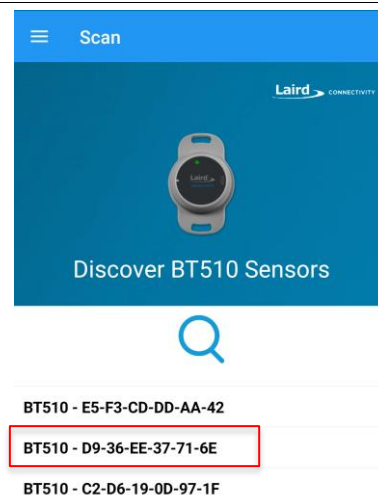 Scan
Laird CONNECTIVITY
Laird
Discover BT510 Sensors
BT510 - E5-F3-CD-DD-AA-42
BT510 - D9-36-EE-37-71-6E
BT510 - C2-D6-19-0D-97-1F